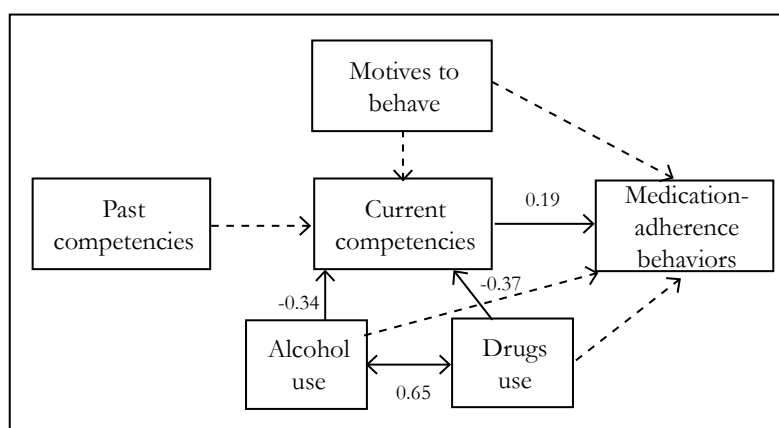 Motives to
behave
Past
competencies
Current
competencies
0.19
Medication-
adherence
behaviors
-0.34
-0.37
Alcohol
use
0.65
Drugs
use